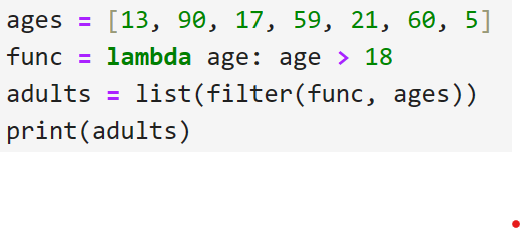 ages = [13, 90, 17, 59, 21, 60, 5]
func = lambda age: age > 18
adults = list(filter(func, ages))
print(adults)